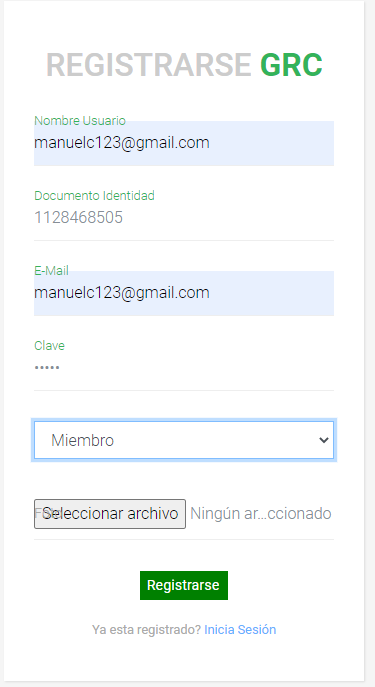 REGISTRARSE GRC
Nombre Usuario
manuelc123@gmail.com
Documento Identidad
1128468505
E-Mail
manuelc123@gmail.com
Clave
•••••
Miembro
Seleccionar archivo Ningún ar...ccionado
Registrarse
Ya esta registrado? Inicia Sesión